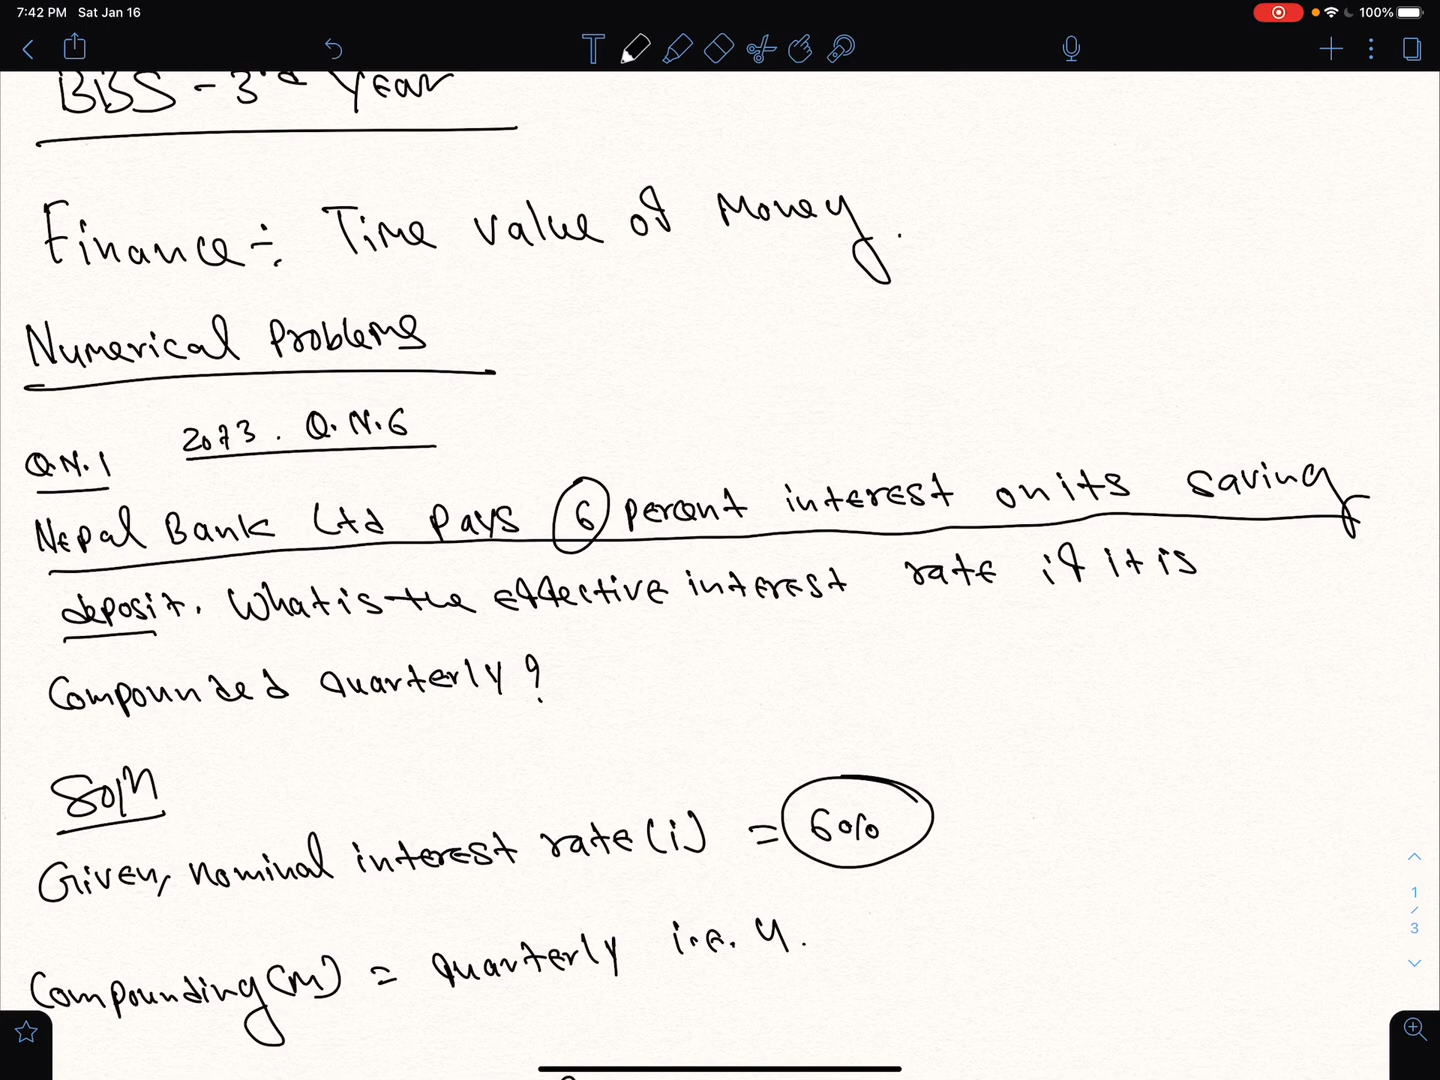 7:42 PM Sat Jan 16
100%
BBS - 3rd Year
Finance÷ Time value of Money.
Numerical Problems
2073. Q.N.6
Q.N.1
Nepal Bank Ltd Pays 6 percent interest on its saving
deposit. What is the effective interest rate if it is
Compounded quarterly?
Soln
Given, nominal interest rate (i) = 6%
Compounding (m) = quarterly i.e. 4.
1
/
3